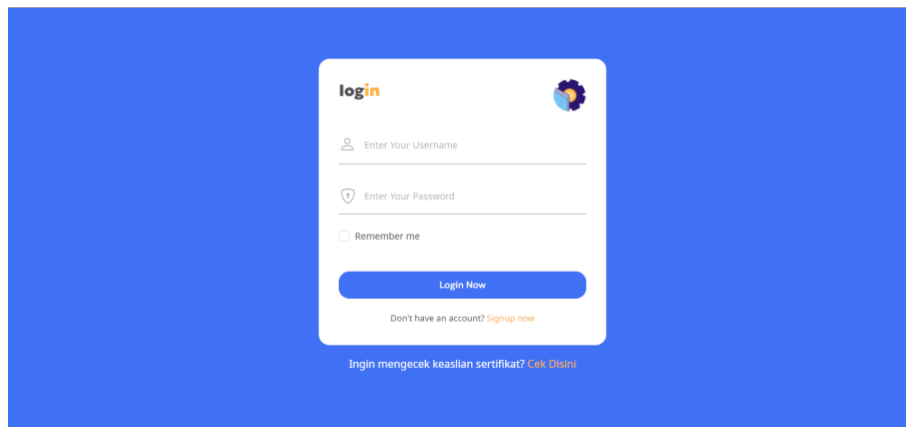 login
Enter Your Username
Enter Your Password
Remember me
Login Now
Don't have an account? Signup now
Ingin mengecek keaslian sertifikat? Cek Disini